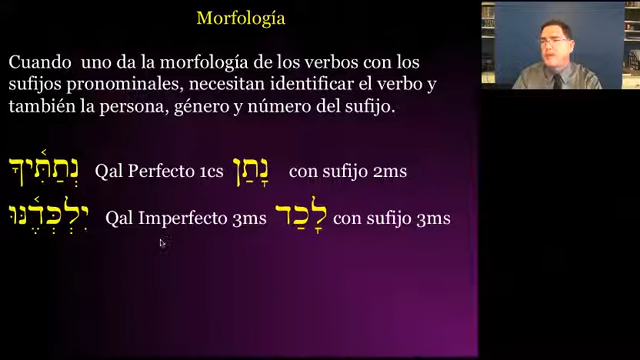 Morfología
Cuando uno da la morfología de los verbos con los
sufijos pronominales, necesitan identificar el verbo y
también la persona, género y número del sufijo.
נְתַתִּ֫יךָ Qal Perfecto 1cs נָתַן con sufijo 2ms
יִלְכְּדֶ֫נּוּ Qal Imperfecto 3ms לָכַד con sufijo 3ms